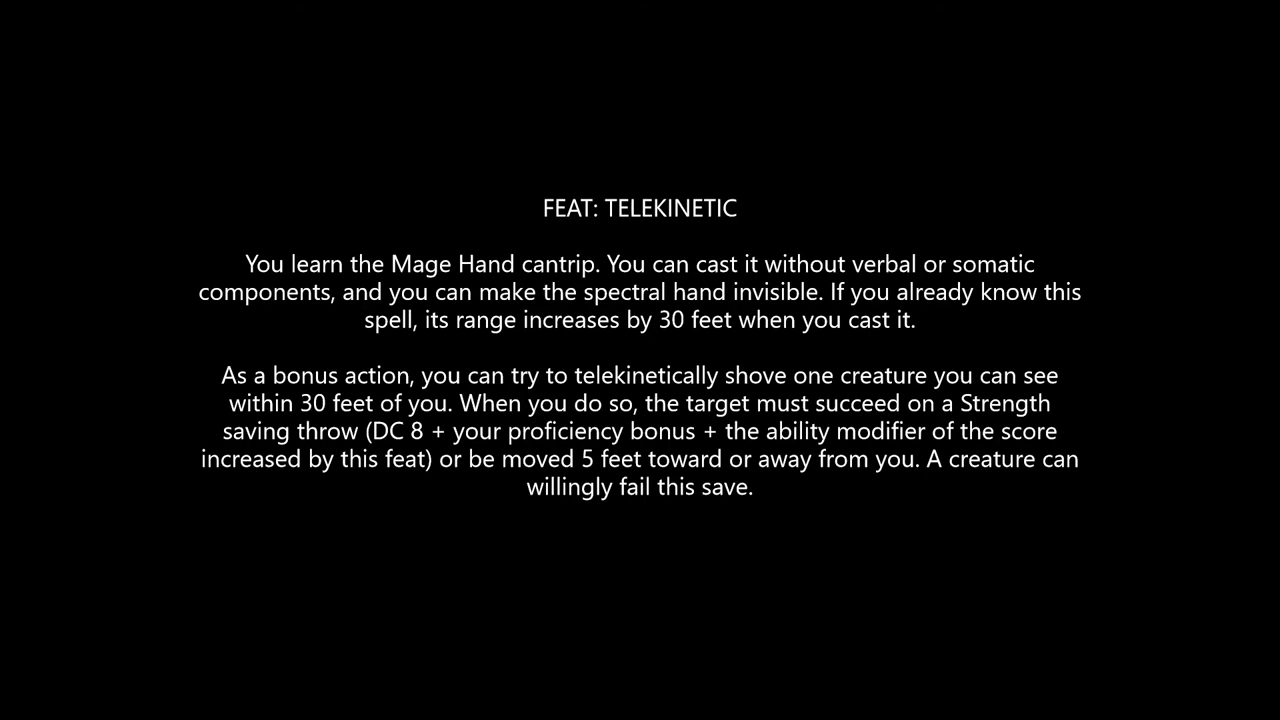 FEAT: TELEKINETIC
You learn the Mage Hand cantrip. You can cast it without verbal or somatic
components, and you can make the spectral hand invisible. If you already know this
spell, its range increases by 30 feet when you cast it.
As a bonus action, you can try to telekinetically shove one creature you can see
within 30 feet of you. When you do so, the target must succeed on a Strength
saving throw (DC 8 + your proficiency bonus + the ability modifier of the score
increased by this feat) or be moved 5 feet toward or away from you. A creature can
willingly fail this save.